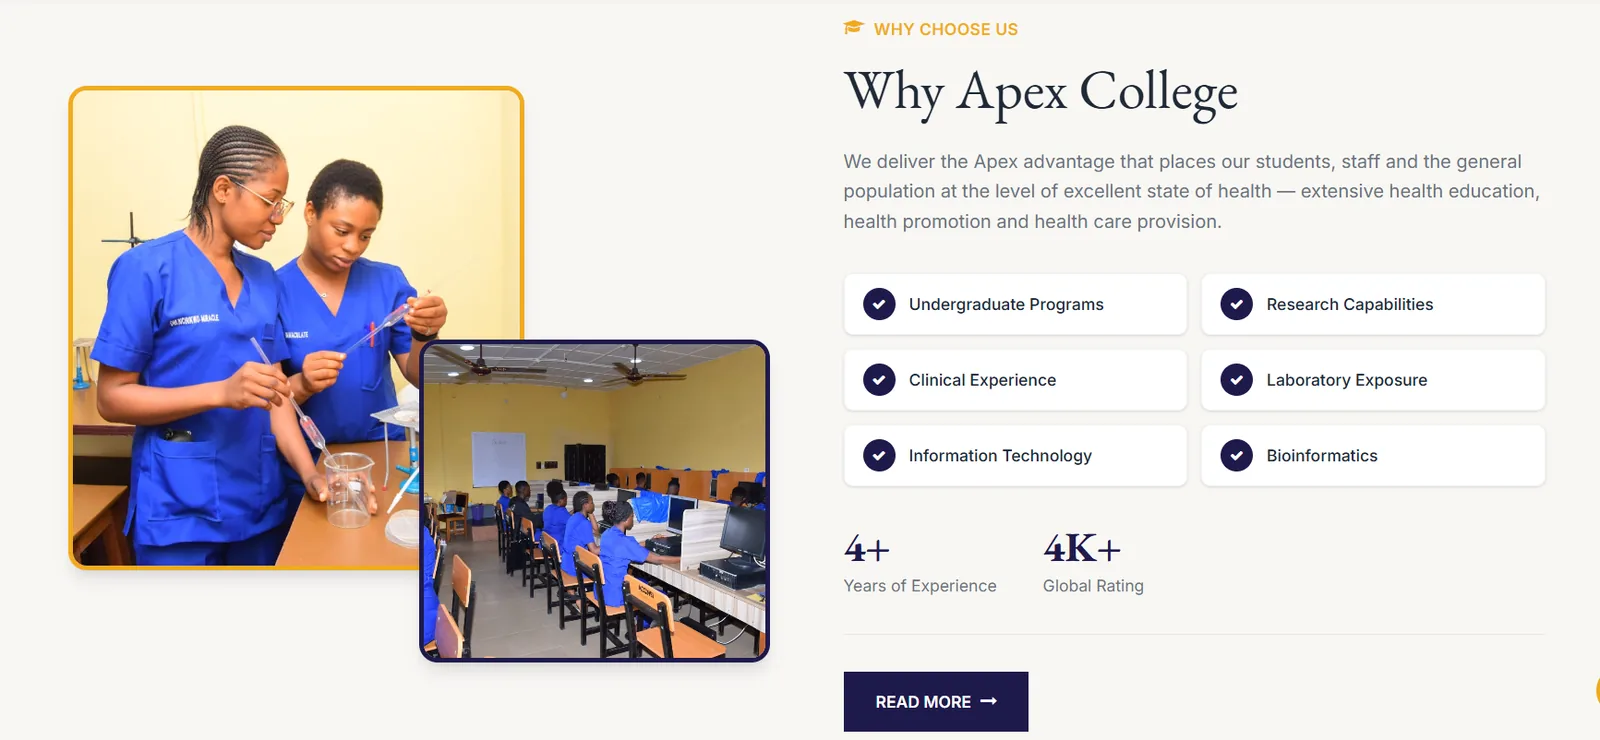 WHY CHOOSE US
Why Apex College
We deliver the Apex advantage that places our students, staff and the general
population at the level of excellent state of health — extensive health education,
health promotion and health care provision.
Undergraduate Programs
Research Capabilities
Clinical Experience
Laboratory Exposure
Information Technology
Bioinformatics
4+
4K+
Years of Experience
Global Rating
READ MORE